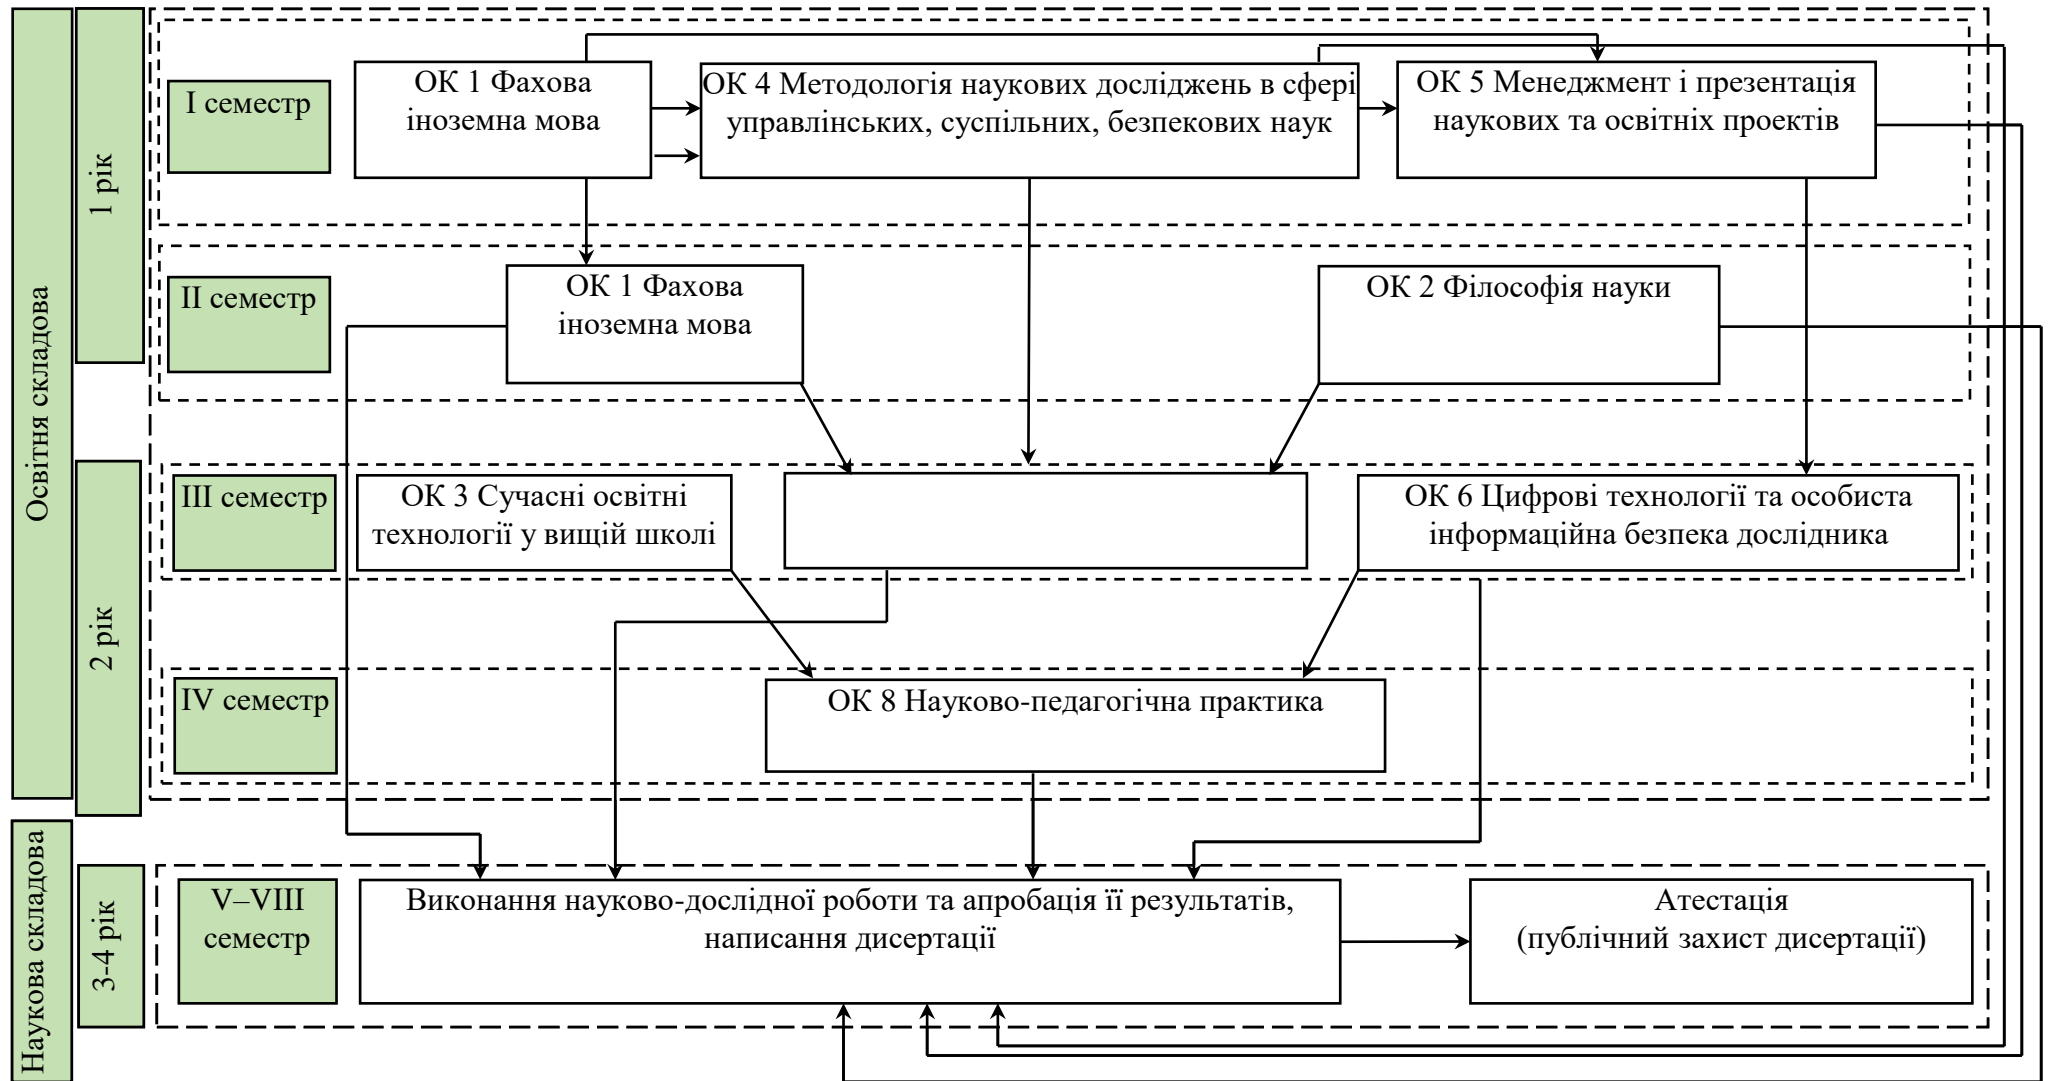 Освітня складова
1 рік
І семестр
ОК 1 Фахова
іноземна мова
ОК 4 Методологія наукових досліджень в сфері
управлінських, суспільних, безпекових наук
ОК 5 Менеджмент і презентація
наукових та освітніх проектів
ІІ семестр
ОК 1 Фахова
іноземна мова
ОК 2 Філософія науки
2 рік
ІІІ семестр
ОК 3 Сучасні освітні
технології у вищій школі
ОК 6 Цифрові технології та особиста
інформаційна безпека дослідника
IV семестр
ОК 8 Науково-педагогічна практика
Наукова складова
3-4 рік
V–VIII
семестр
Виконання науково-дослідної роботи та апробація її результатів,
написання дисертації
Атестація
(публічний захист дисертації)